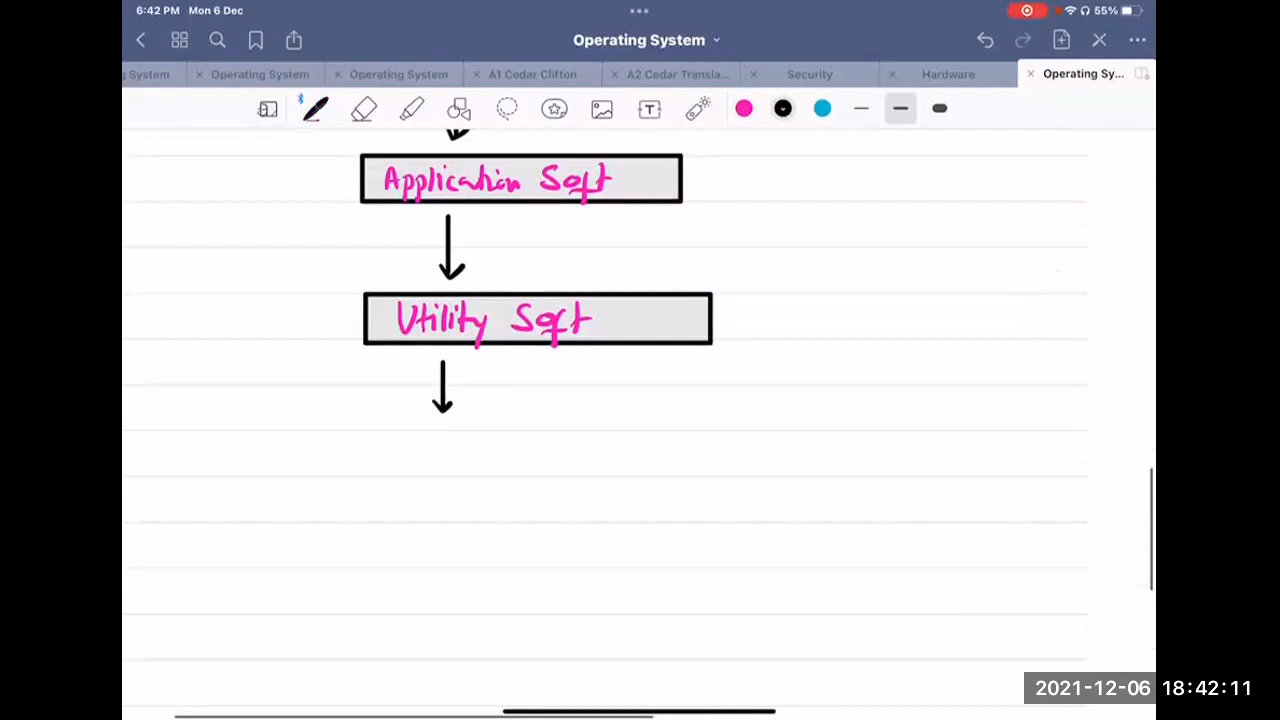 6:42 PM Mon 6 Dec
55%
Operating System
g System
Operating System
Operating System
A1 Cedar Clifton
A2 Cedar Transla...
Security
Hardware
Operating Sy...
T
Application Soft
Utility Soft
2021-12-06 18:42:11